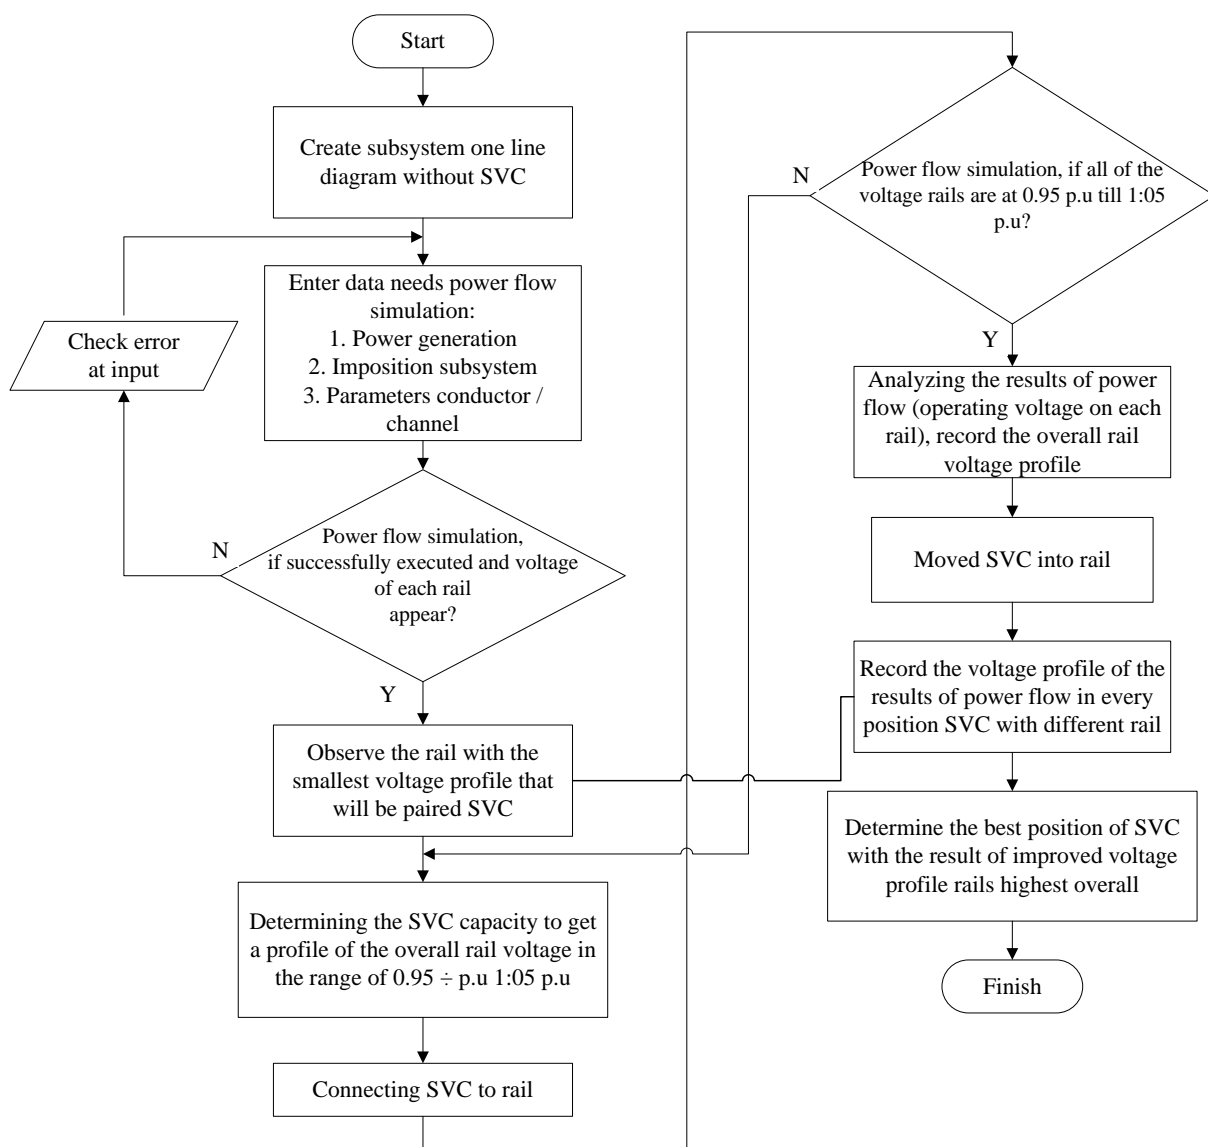 Start
Create subsystem one line
diagram without SVC
Enter data needs power flow
simulation:
1. Power generation
2. Imposition subsystem
3. Parameters conductor /
channel
Check error
at input
N
Power flow simulation,
if successfully executed and voltage
of each rail
appear?
Y
Observe the rail with the
smallest voltage profile that
will be paired SVC
Determining the SVC capacity to get
a profile of the overall rail voltage in
the range of 0.95 ÷ p.u 1:05 p.u
Connecting SVC to rail
N
Power flow simulation, if all of the
voltage rails are at 0.95 p.u till 1:05
p.u?
Y
Analyzing the results of power
flow (operating voltage on each
rail), record the overall rail
voltage profile
Moved SVC into rail
Record the voltage profile of the
results of power flow in every
position SVC with different rail
Determine the best position of SVC
with the result of improved voltage
profile rails highest overall
Finish